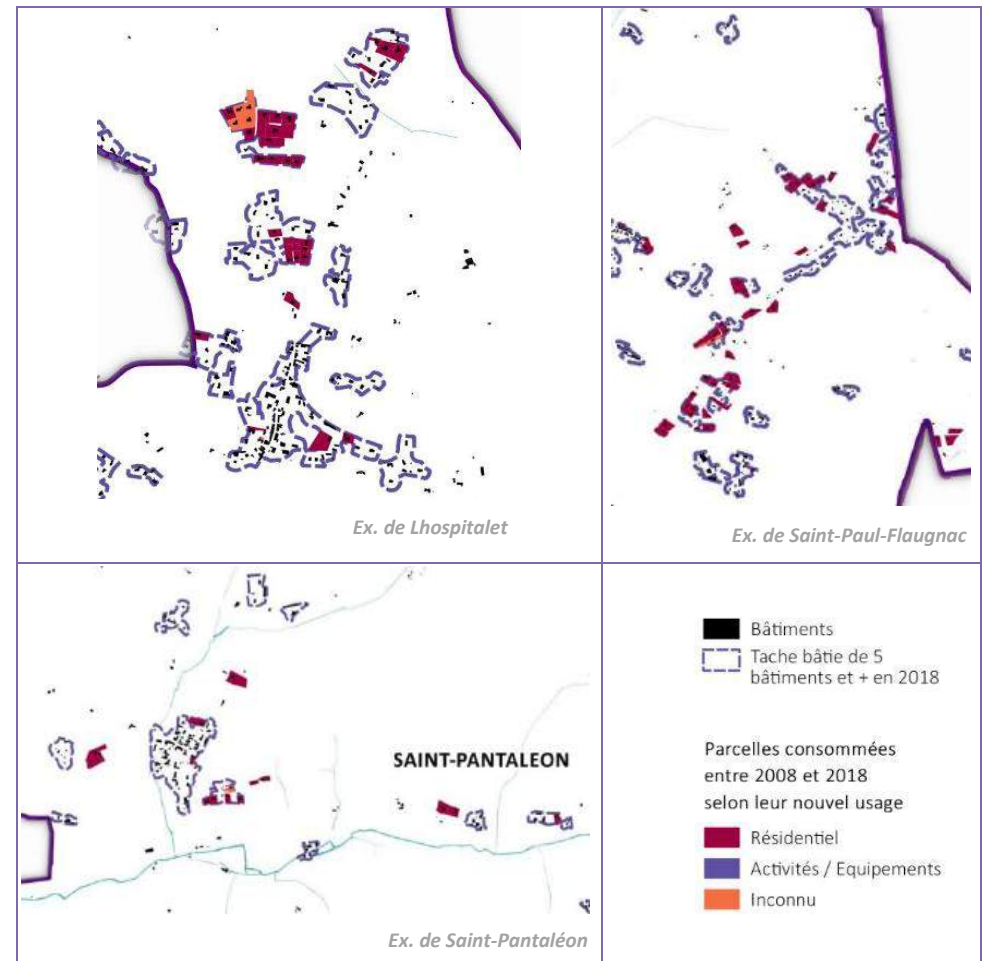 Ex. de Lhospitalet
Ex. de Saint-Paul-Flaugnac
SAINT-PANTALEON
Ex. de Saint-Pantaléon
Bâtiments
Tache bâtie de 5
bâtiments et + en 2018
Parcelles consommées
entre 2008 et 2018
selon leur nouvel usage
Résidentiel
Activités / Equipements
Inconnu